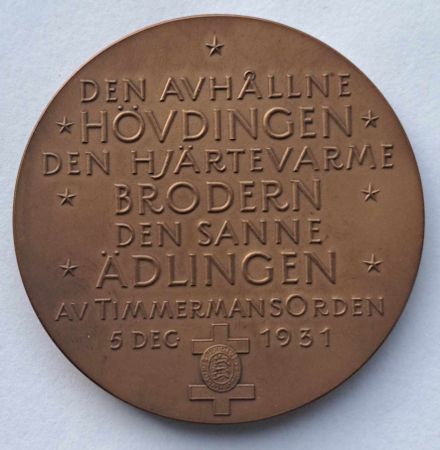 DEN AVHÅLLNE
HÖVDINGEN
DEN HJÄRTEVARME
BRODERN
DEN SANNE
ÄDLINGEN
AV TIMMERMANSORDEN
5 DEC 1931